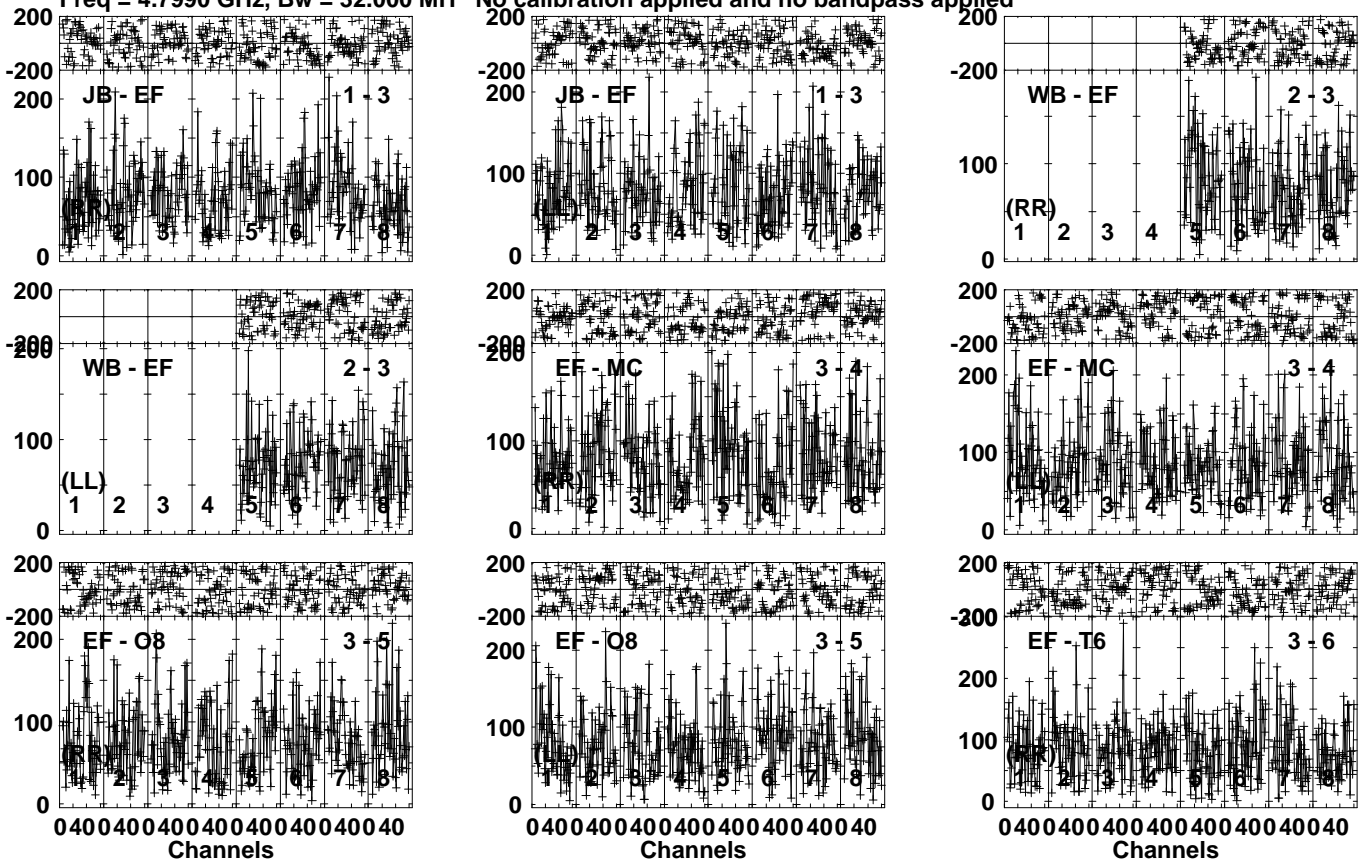 Freq = 4.7990 GHz, Bw = 32.000 MH No calibration applied and no bandpass applied
200 200 200
-200 -200 -200
JB - EF 1 - 3 JB - EF 1 - 3 WB - EF 2 - 3
200 200
100 100 100
(RR) (LL) (RR)
1 2 3 4 5 6 7 8 1 2 3 4 5 6 7 8 1 2 3 4 5 6 7 8
0 0 0
200 200 200
-200 -200 -200
200 200
WB - EF 2 - 3 EF - MC 3 - 4 EF - MC 3 - 4
200
100 100 100
(LL) (RR) (LL)
1 2 3 4 5 6 7 8 1 2 3 4 5 6 7 8 1 2 3 4 5 6 7 8
0 0 0
200 200 200
-200 -200 -200
300
EF - O8 3 - 5 EF - O8 3 - 5 EF - T6 3 - 6
200 200 200
100 100 100
(RR) (LL) (RR)
1 2 3 4 5 6 7 8 1 2 3 4 5 6 7 8 1 2 3 4 5 6 7 8
0 0 0
0 40 0 40 0 40 0 40 0 40 0 40 0 40 0 40 0 40 0 40 0 40 0 40 0 40 0 40 0 40 0 40 0 40 0 40 0 40 0 40 0 40 0 40 0 40 0 40
Channels Channels Channels